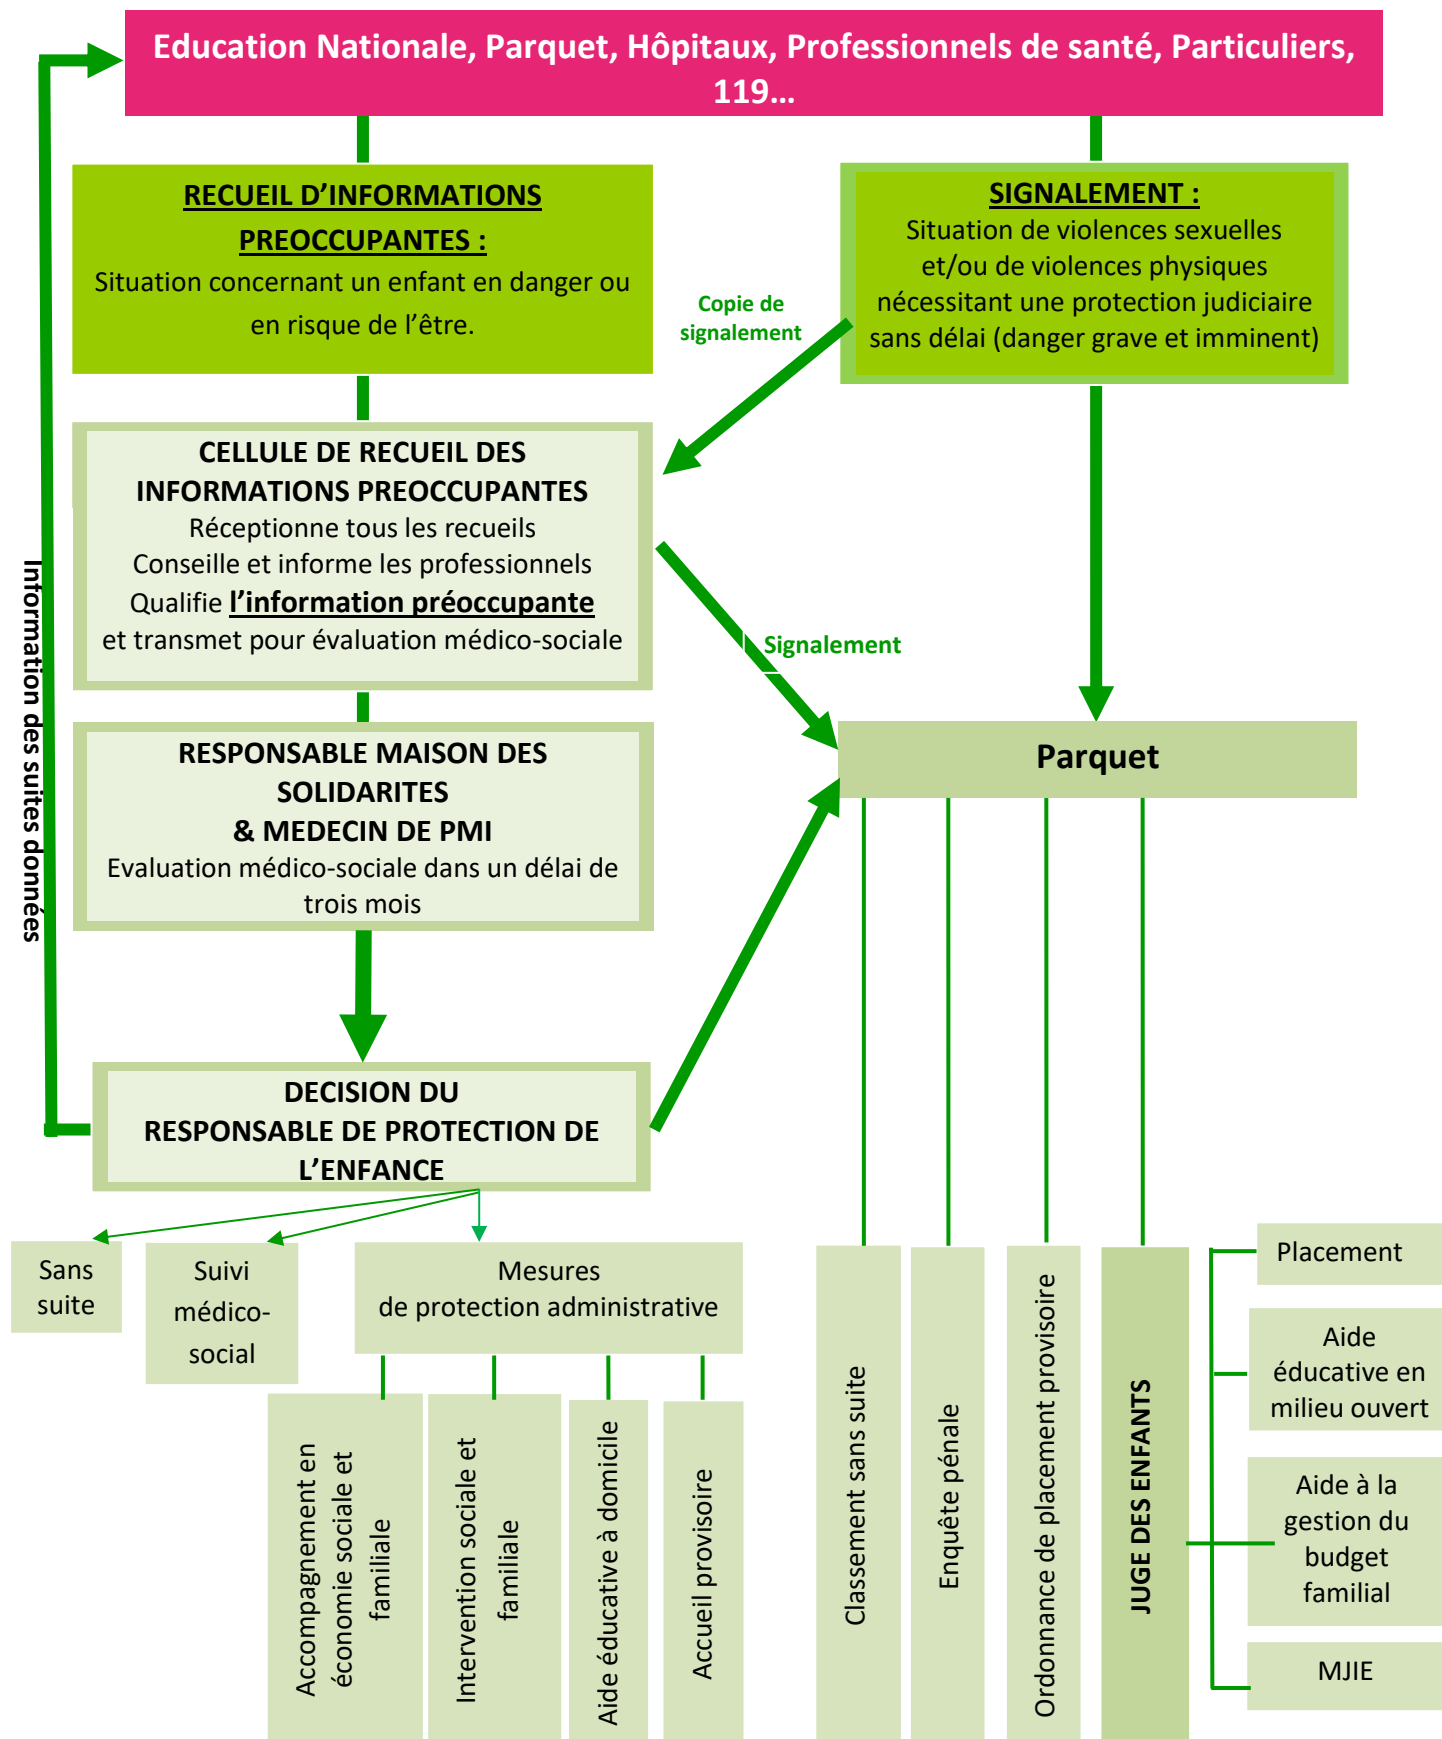 Education Nationale, Parquet, Hôpitaux, Professionnels de santé, Particuliers,
119…
RECUEIL D’INFORMATIONS
PREOCCUPANTES :
Situation concernant un enfant en danger ou
en risque de l’être.
SIGNALEMENT :
Situation de violences sexuelles
et/ou de violences physiques
nécessitant une protection judiciaire
sans délai (danger grave et imminent)
Copie de
signalement
CELLULE DE RECUEIL DES
INFORMATIONS PREOCCUPANTES
Réceptionne tous les recueils
Conseille et informe les professionnels
Qualifie l’information préoccupante
et transmet pour évaluation médico-sociale
Signalement
Information des suites données
RESPONSABLE MAISON DES
SOLIDARITES
& MEDECIN DE PMI
Evaluation médico-sociale dans un délai de
trois mois
Parquet
DECISION DU
RESPONSABLE DE PROTECTION DE
L’ENFANCE
Sans
suite
Suivi
médico-
social
Mesures
de protection administrative
Accompagnement en
économie sociale et
familiale
Intervention sociale et
familiale
Aide éducative à domicile
Accueil provisoire
Classement sans suite
Enquête pénale
Ordonnance de placement provisoire
JUGE DES ENFANTS
Placement
Aide
éducative en
milieu ouvert
Aide à la
gestion du
budget
familial
MJIE